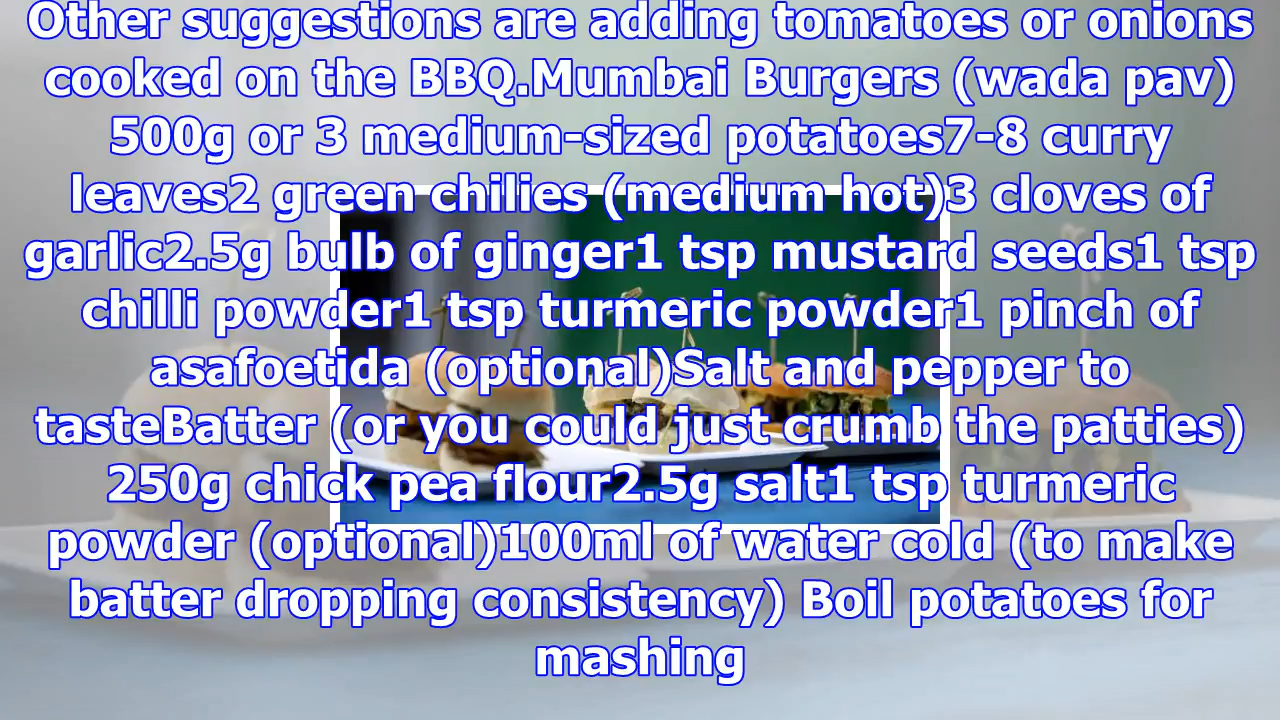 Other suggestions are adding tomatoes or onions
cooked on the BBQ.Mumbai Burgers (wada pav)
500g or 3 medium-sized potatoes7-8 curry
leaves2 green chilies (medium hot)3 cloves of
garlic2.5g bulb of ginger1 tsp mustard seeds1 tsp
chilli powder1 tsp turmeric powder1 pinch of
asafoetida (optional)Salt and pepper to
tasteBatter (or you could just crumb the patties)
250g chick pea flour2.5g salt1 tsp turmeric
powder (optional)100ml of water cold (to make
batter dropping consistency) Boil potatoes for
mashing